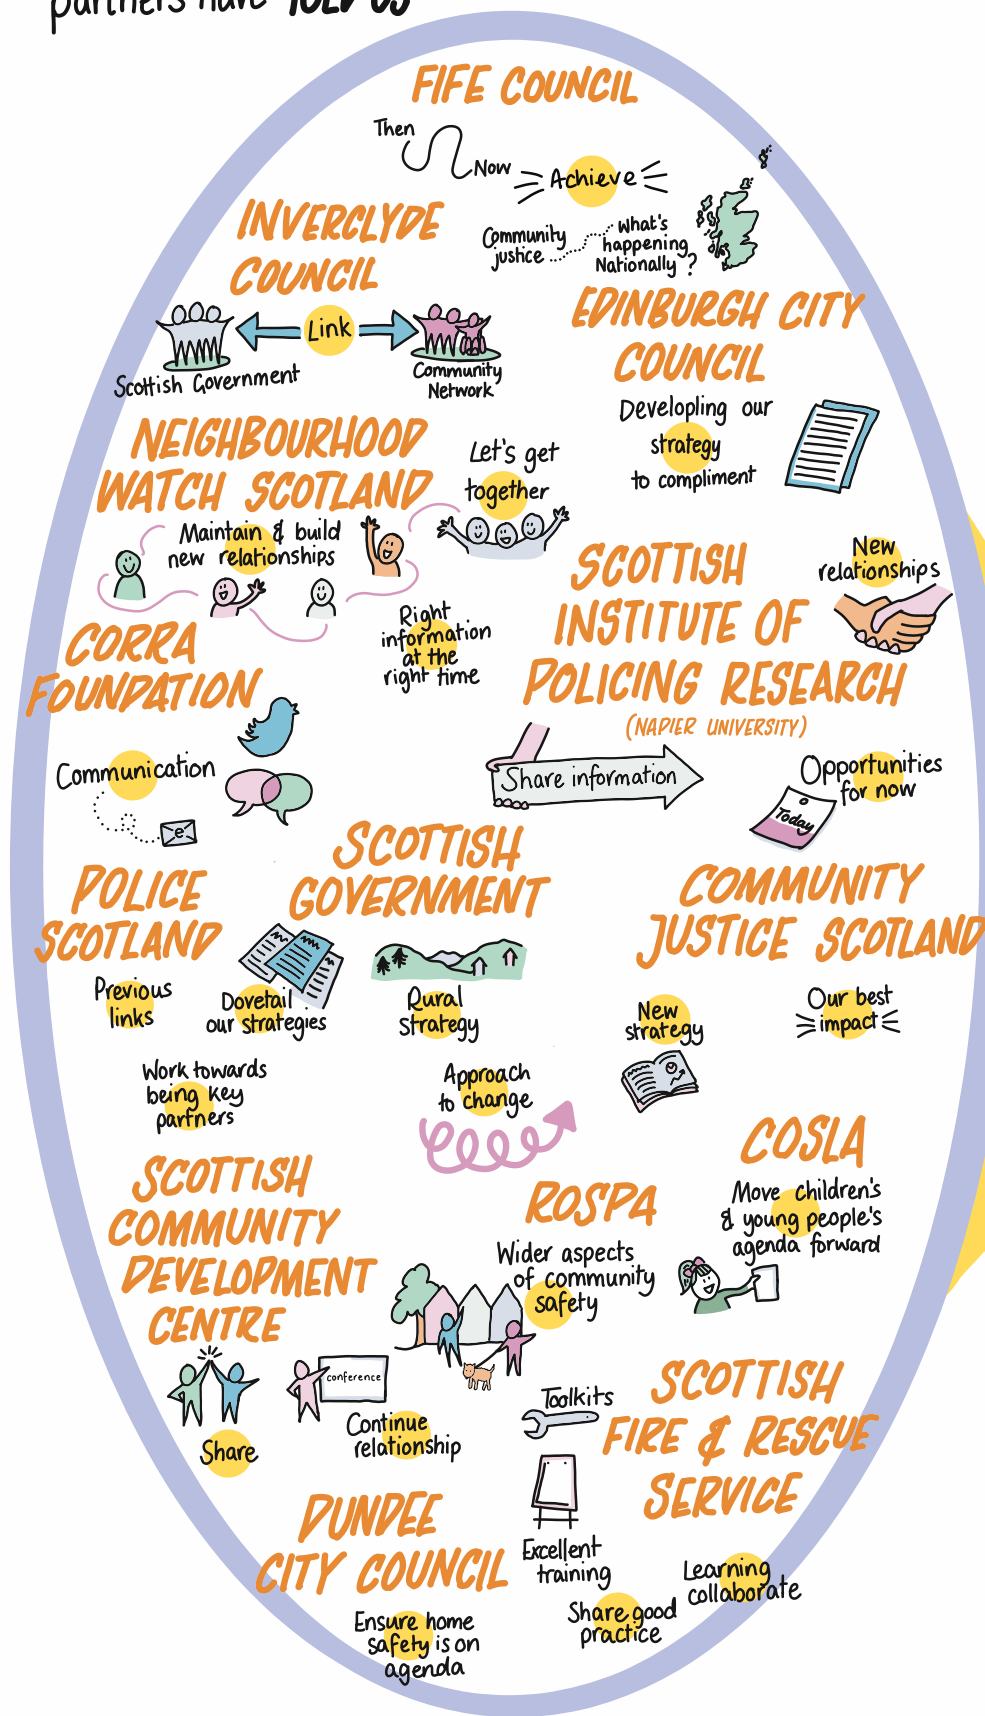 partners have TOLD US
FIFE COUNCIL
Then
Now
Achieve
Community
justice
What's
happening
Nationally?
INVERCLYDE
COUNCIL
Link
Scottish Government
Community
Network
EDINBURGH CITY
COUNCIL
Developling our
strategy
to compliment
NEIGHBOURHOOD
WATCH SCOTLAND
Maintain & build
new relationships
Let's get
together
Right
information
at the
right time
SCOTTISH
INSTITUTE OF
POLICING RESEARCH
(NAPIER UNIVERSITY)
New
relationships
Share information
Opportunities
for now
Today
CORRA
FOUNDATION
Communication
e
POLICE
SCOTLAND
Previous
links
Work towards
being key
partners
SCOTTISH
GOVERNMENT
Dovetail
our strategies
Rural
strategy
Approach
to change
COMMUNITY
JUSTICE SCOTLAND
New
strategy
Our best
impact
COSLA
Move children's
& young people's
agenda forward
SCOTTISH
COMMUNITY
DEVELOPMENT
CENTRE
Share
conference
Continue
relationship
ROSPA
Wider aspects
of community
safety
SCOTTISH
FIRE & RESCUE
SERVICE
Toolkits
Excellent
training
Share good
practice
Learning
collaborate
DUNDEE
CITY COUNCIL
Ensure home
safety is on
agenda